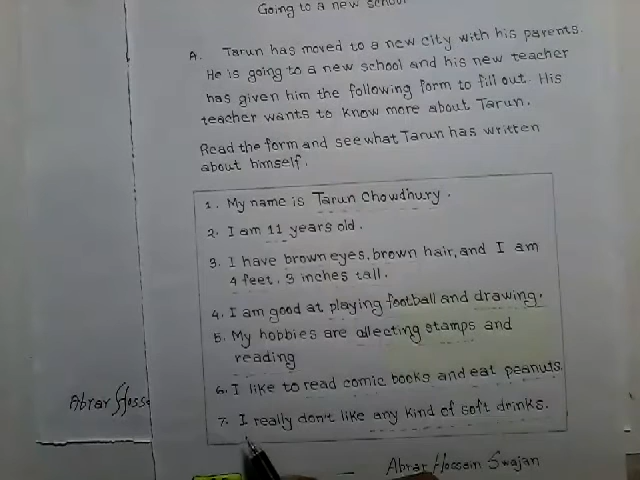 Going to a new school
A. Tarun has moved to a new city with his parents.
He is going to a new school and his new teacher
has given him the following form to fill out. His
teacher wants to know more about Tarun.
Read the form and see what Tarun has written
about himself.
1. My name is Tarun Chowdhury.
2. I am 11 years old.
3. I have brown eyes, brown hair, and I am
4 feet, 3 inches tall.
4. I am good at playing football and drawing.
5. My hobbies are ollecting stamps and
reading
6. I like to read comic books and eat peanuts.
7. I really don't like any kind of soft drinks.
Abrar Hossa
Abrar Hossain Swajan